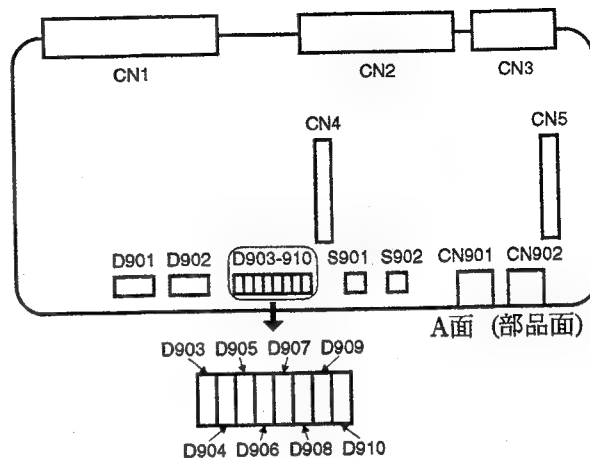 CN1
CN2
CN3
CN4
CN5
D901 D902 D903-910 S901 S902 CN901 CN902
A面 (部品面)
D903 D905 D907 D909
D904 D906 D908 D910